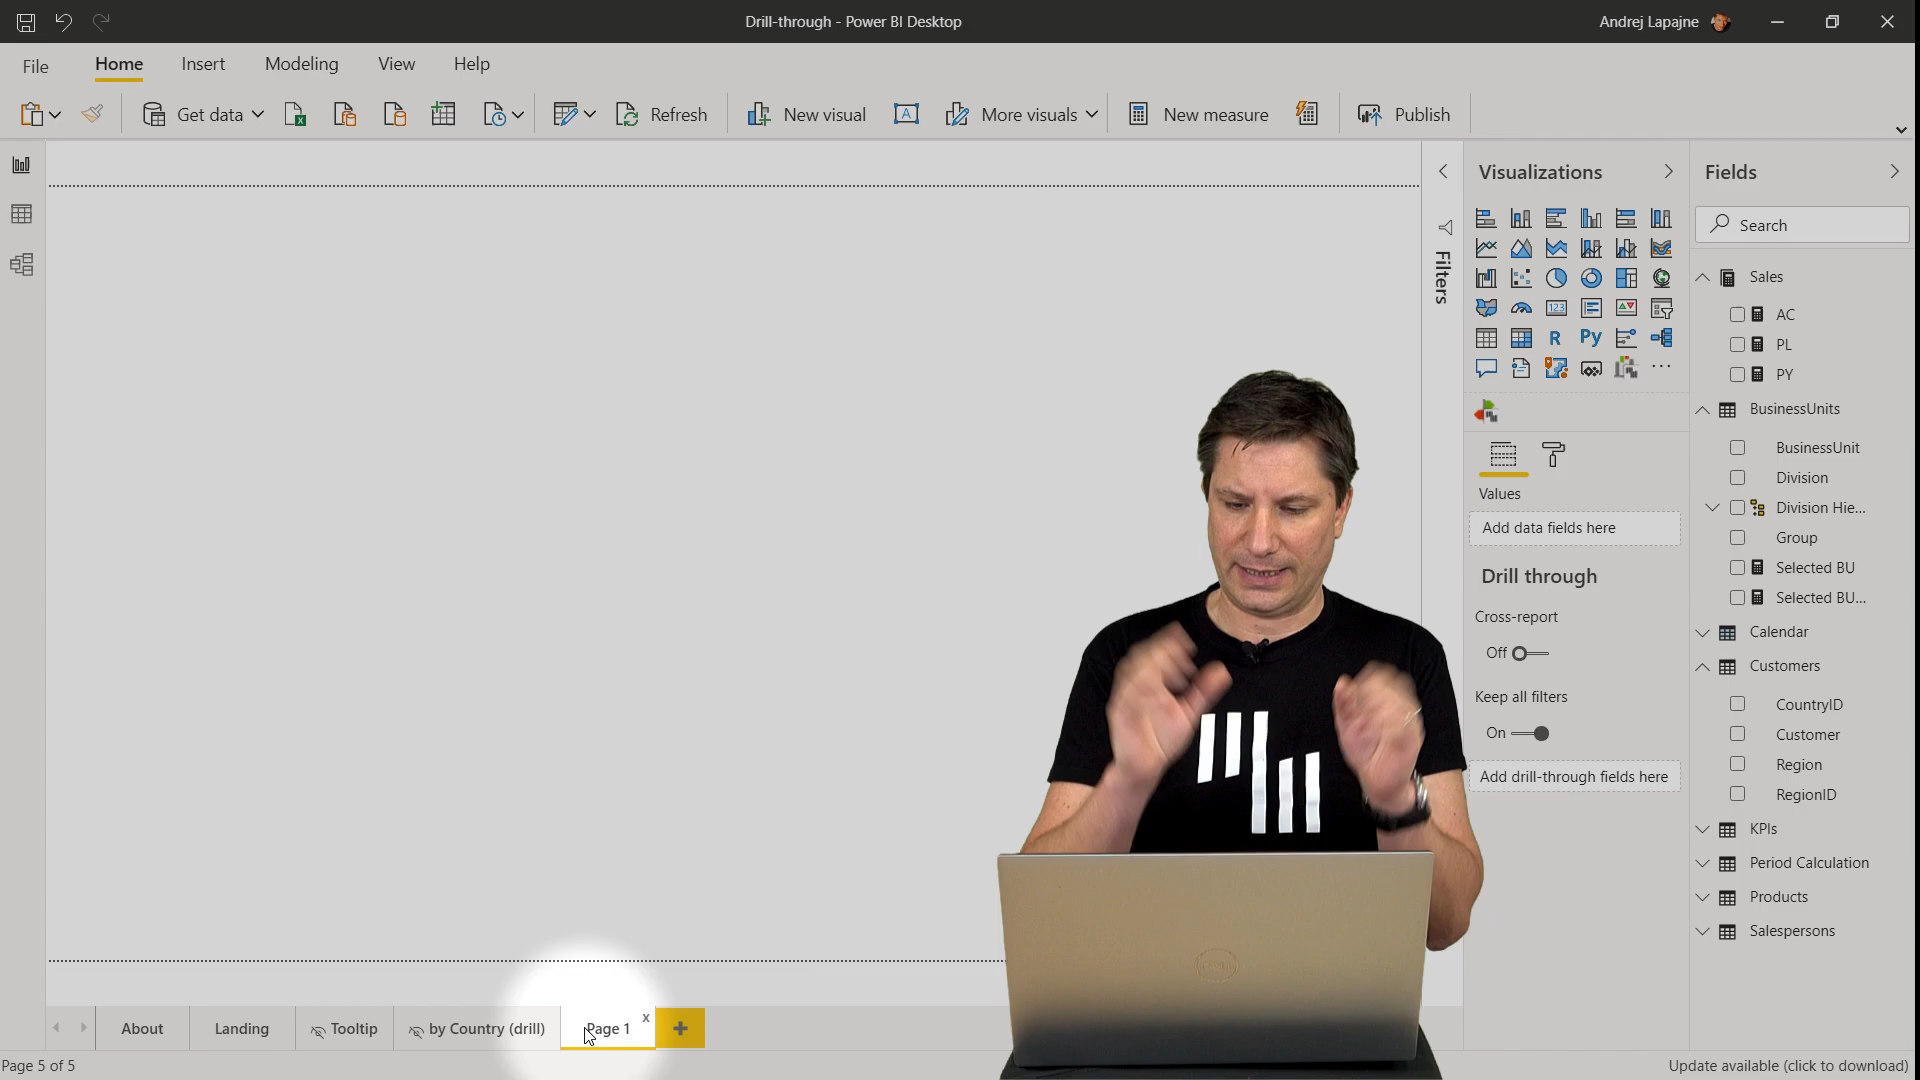 Drill-through - Power BI Desktop
Andrej Lapajne
File
Home
Insert
Modeling
View
Help
Get data
Refresh
New visual
More visuals
New measure
Publish
Filters
Visualizations
R
Py
123
Values
Add data fields here
Drill through
Cross-report
Off
Keep all filters
On
Add drill-through fields here
Fields
Search
Sales
AC
PL
PY
BusinessUnits
BusinessUnit
Division
Division Hie...
Group
Selected BU
Selected BU...
Calendar
Customers
CountryID
Customer
Region
RegionID
KPIs
Period Calculation
Products
Salespersons
DELL
About
Landing
Tooltip
by Country (drill)
Page 1
x
+
Page 5 of 5
Update available (click to download)